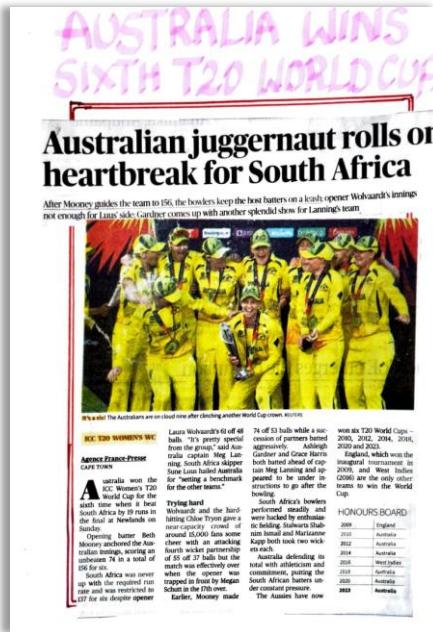 AUSTRALIA WINS
SIXTH T20 WORLD CUP
Australian juggernaut rolls on
heartbreak for South Africa
After Mooney guides the team to 156, the bowlers keep the host batters on a leash; opener Wolvaardt's innings
not enough for Luus' side; Gardner comes up with another splendid show for Lanning's team
It's a six! The Australians are on cloud nine after clinching another World Cup crown. REUTERS
ICC T20 WOMEN'S WC
Agence France-Presse
CAPE TOWN
Australia won the
ICC Women's T20
World Cup for the
sixth time when it beat
South Africa by 19 runs in
the final at Newlands on
Sunday.
Opening batter Beth
Mooney anchored the Aus-
tralian innings, scoring an
unbeaten 74 in a total of
156 for six.
South Africa was never
up with the required run
rate and was restricted to
137 for six despite opener
Laura Wolvaardt's 61 off 48
balls. "It's pretty special
from the group," said Aus-
tralia captain Meg Lan-
ning. South Africa skipper
Sune Luus hailed Australia
for "setting a benchmark
for the other teams."
Trying hard
Wolvaardt and the hard-
hitting Chloe Tryon gave a
near-capacity crowd of
around 15,000 fans some
cheer with an attacking
fourth wicket partnership
of 55 off 37 balls but the
match was effectively over
when the opener was
trapped in front by Megan
Schutt in the 17th over.
Earlier, Mooney made
74 off 53 balls while a suc-
cession of partners batted
aggressively. Ashleigh
Gardner and Grace Harris
both batted ahead of cap-
tain Meg Lanning and ap-
peared to be under in-
structions to go after the
bowling.
South Africa's bowlers
performed steadily and
were backed by enthusias-
tic fielding. Stalwarts Shab-
nim Ismail and Marizanne
Kapp both took two wick-
ets each.
Australia defending its
total with athleticism and
commitment, putting the
South African batters un-
der constant pressure.
The Aussies have now
won six T20 World Cups –
2010, 2012, 2014, 2018,
2020 and 2023.
England, which won the
inaugural tournament in
2009, and West Indies
(2016) are the only other
teams to win the World
Cup.
HONOURS BOARD
2009 England
2010 Australia
2012 Australia
2014 Australia
2016 West Indies
2018 Australia
2020 Australia
2023 Australia